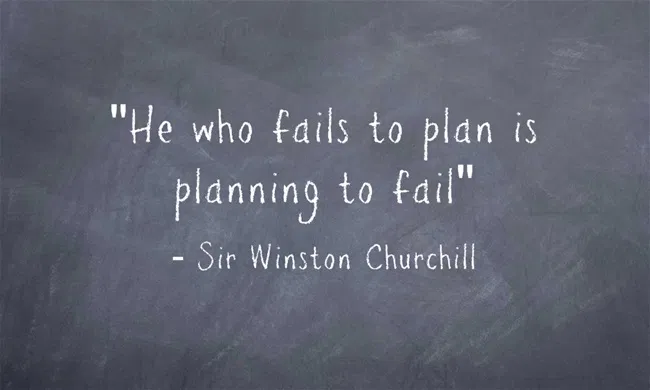 "He who fails to plan is
planning to fail"
- Sir Winston Churchill